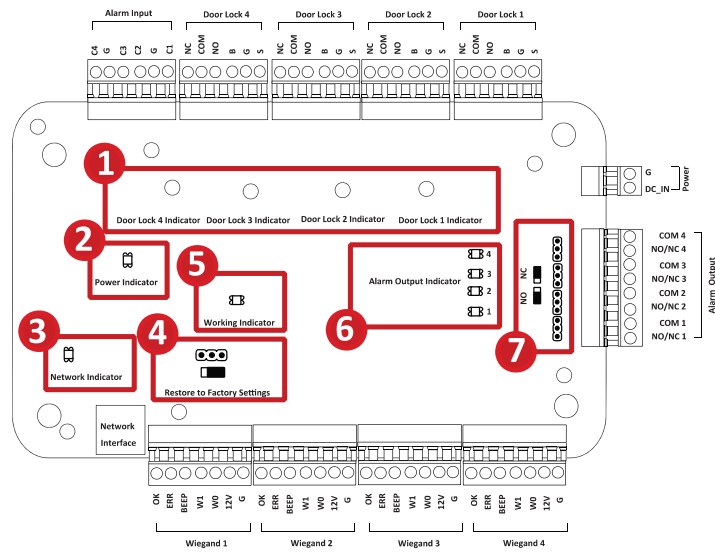 Alarm Input
Door Lock 4
Door Lock 3
Door Lock 2
Door Lock 1
C4 G C3 C2 G C1
NC COM NO B G S
NC COM NO B G S
NC COM NO B G S
NC COM NO B G S
1
Door Lock 4 Indicator
Door Lock 3 Indicator
Door Lock 2 Indicator
Door Lock 1 Indicator
G
DC_IN
Power
2
Power Indicator
5
Working Indicator
Alarm Output Indicator
4
3
2
1
6
NC
NO
7
COM 4
NO/NC 4
COM 3
NO/NC 3
COM 2
NO/NC 2
COM 1
NO/NC 1
Alarm Output
3
Network Indicator
4
Restore to Factory Settings
Network
Interface
OK ERR BEEP W1 W0 12V G
OK ERR BEEP W1 W0 12V G
OK ERR BEEP W1 W0 12V G
OK ERR BEEP W1 W0 12V G
Wiegand 1
Wiegand 2
Wiegand 3
Wiegand 4